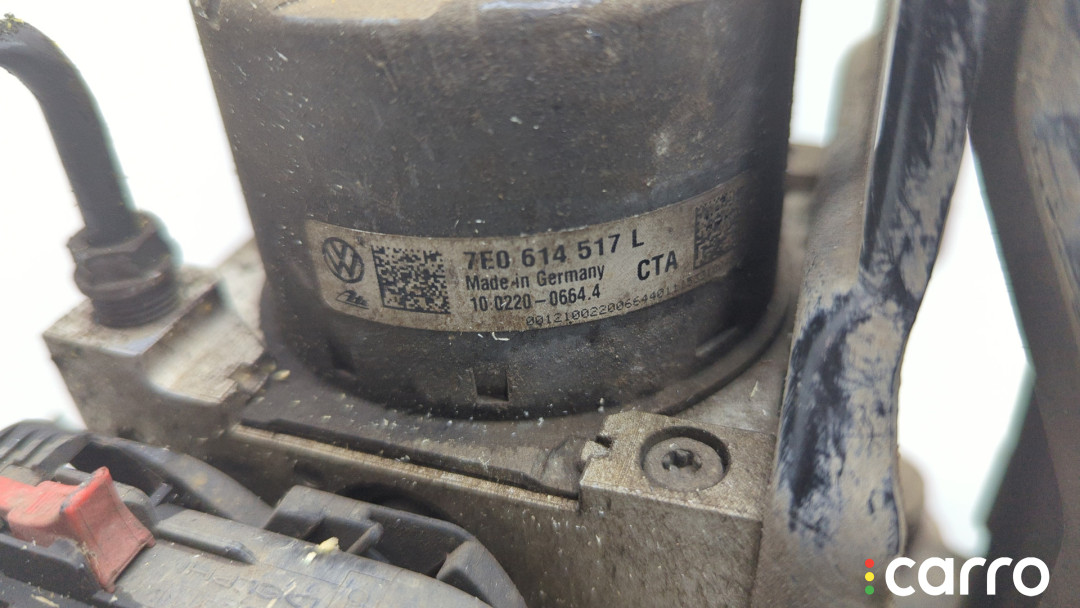 7E0 614 517 L
Made in Germany
CTA
10.0220-0664.4
carro